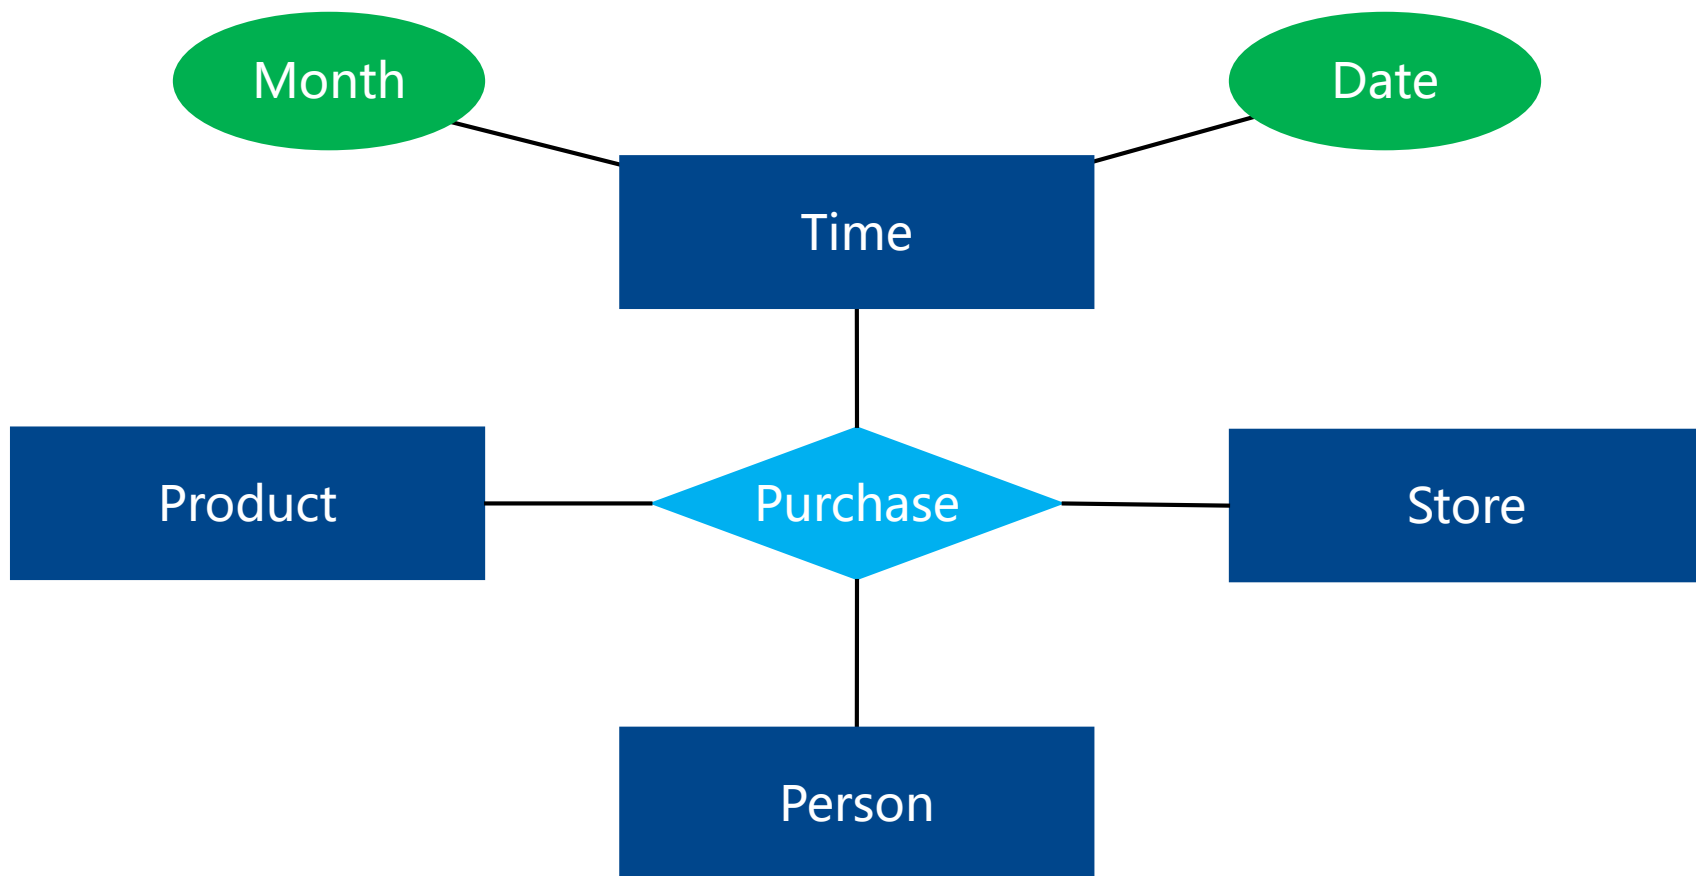 Month
Date
Time
Product
Purchase
Store
Person